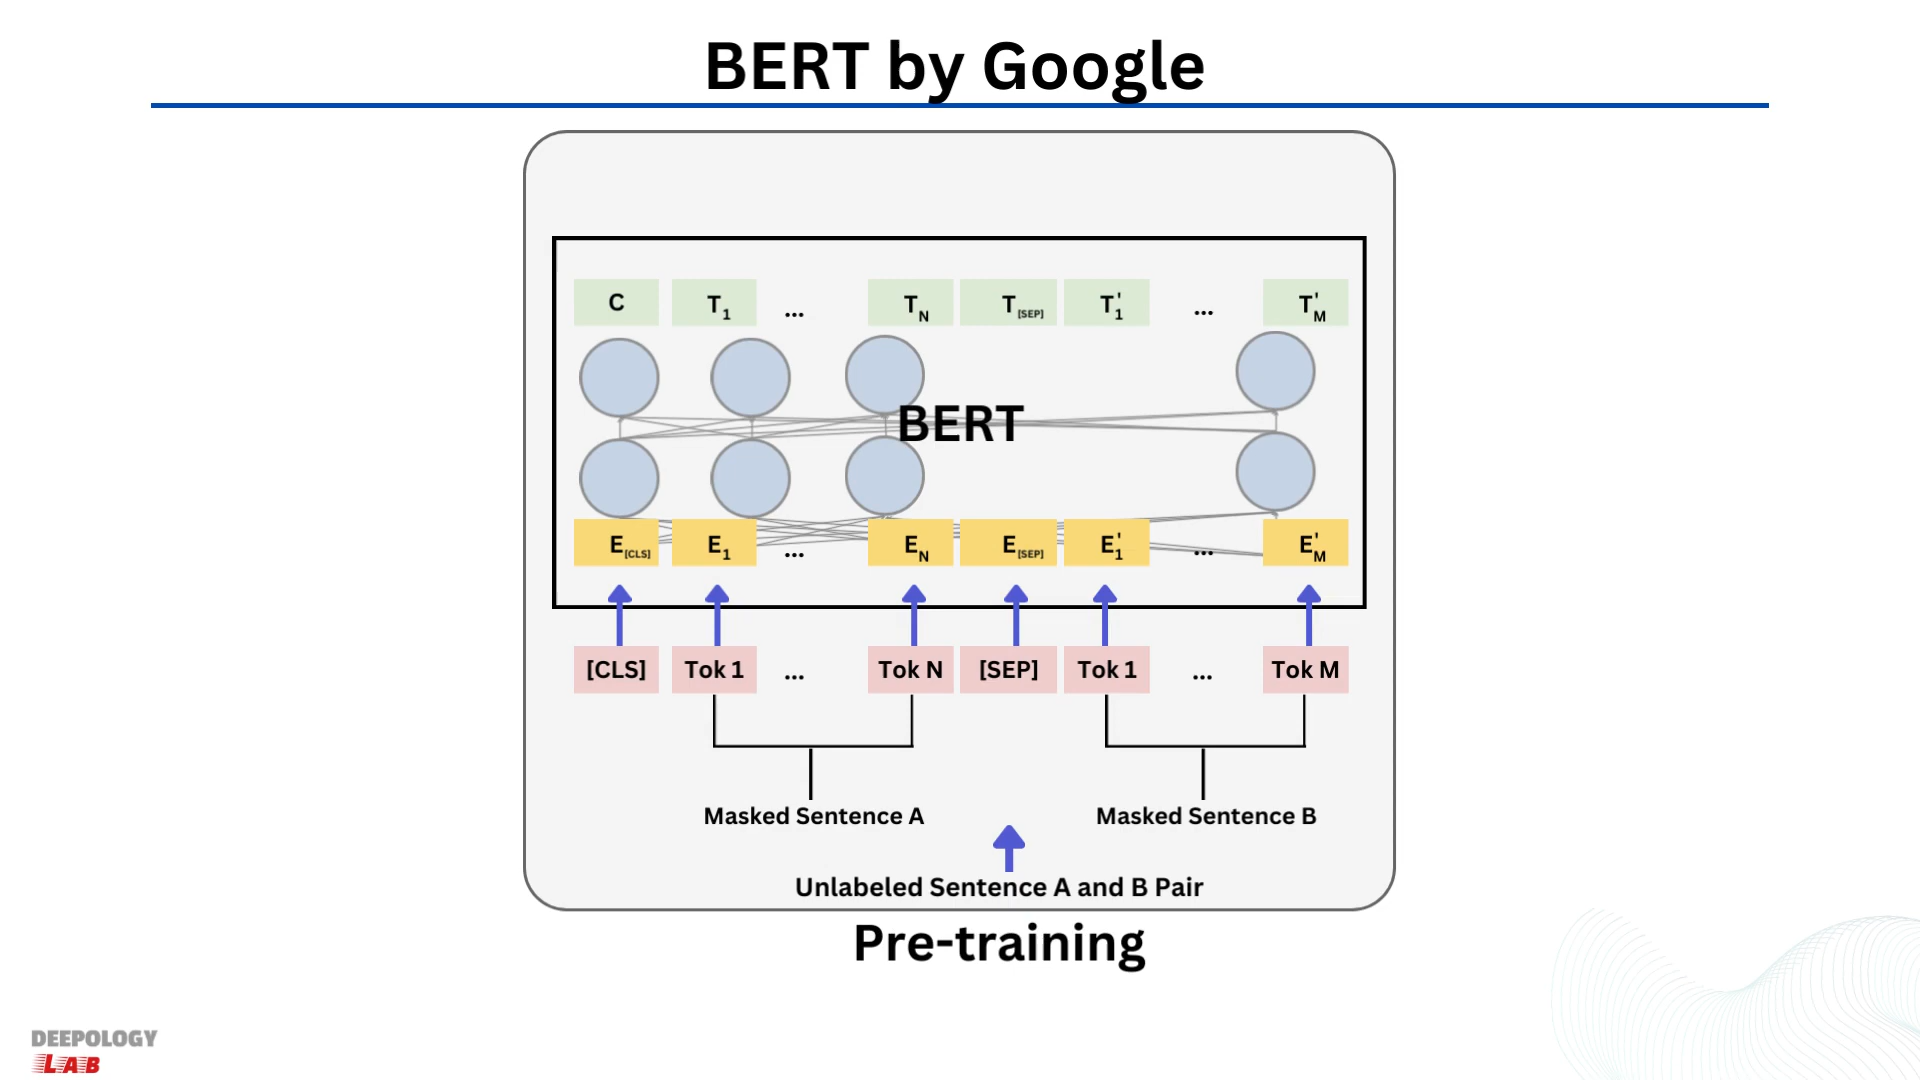 BERT by Google
C T1 ... TN T[SEP] T'1 ... T'M
BERT
E[CLS] E1 ... EN E[SEP] E'1 ... E'M
[CLS] Tok 1 ... Tok N [SEP] Tok 1 ... Tok M
Masked Sentence A Masked Sentence B
Unlabeled Sentence A and B Pair
Pre-training
DEEPOLOGY
LAB